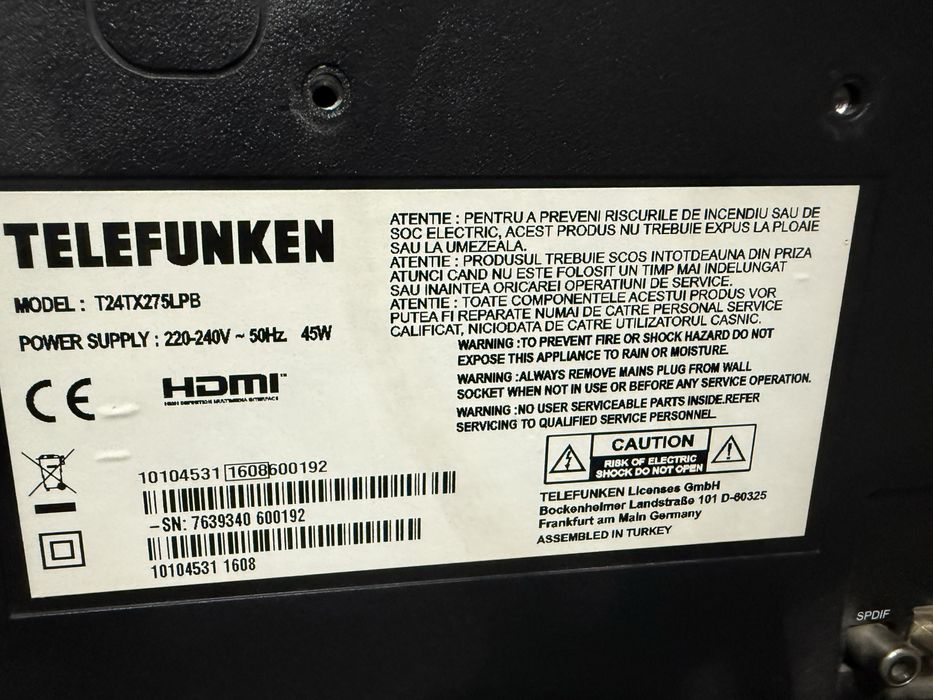 TELEFUNKEN
MODEL : T24TX275LPB
POWER SUPPLY : 220-240V ~ 50Hz. 45W
CE
HDMI™
HIGH DEFINITION MULTIMEDIA INTERFACE
10104531 1608600192
-SN: 7639340 600192
10104531 1608
ATENTIE : PENTRU A PREVENI RISCURILE DE INCENDIU SAU DE
SOC ELECTRIC, ACEST PRODUS NU TREBUIE EXPUS LA PLOAIE
SAU LA UMEZEALA.
ATENTIE : PRODUSUL TREBUIE SCOS INTOTDEAUNA DIN PRIZA
ATUNCI CAND NU ESTE FOLOSIT UN TIMP MAI INDELUNGAT
SAU INAINTEA ORICAREI OPERATIUNI DE SERVICE.
ATENTIE : TOATE COMPONENTELE ACESTUI PRODUS VOR
PUTEA FI REPARATE NUMAI DE CATRE PERSONAL SERVICE
CALIFICAT, NICIODATA DE CATRE UTILIZATORUL CASNIC.
WARNING :TO PREVENT FIRE OR SHOCK HAZARD DO NOT
EXPOSE THIS APPLIANCE TO RAIN OR MOISTURE.
WARNING :ALWAYS REMOVE MAINS PLUG FROM WALL
SOCKET WHEN NOT IN USE OR BEFORE ANY SERVICE OPERATION.
WARNING :NO USER SERVICEABLE PARTS INSIDE.REFER
SERVICING TO QUALIFIED SERVICE PERSONNEL.
CAUTION
RISK OF ELECTRIC
SHOCK DO NOT OPEN
TELEFUNKEN Licenses GmbH
Bockenheimer Landstraße 101 D-60325
Frankfurt am Main Germany
ASSEMBLED IN TURKEY
SPDIF